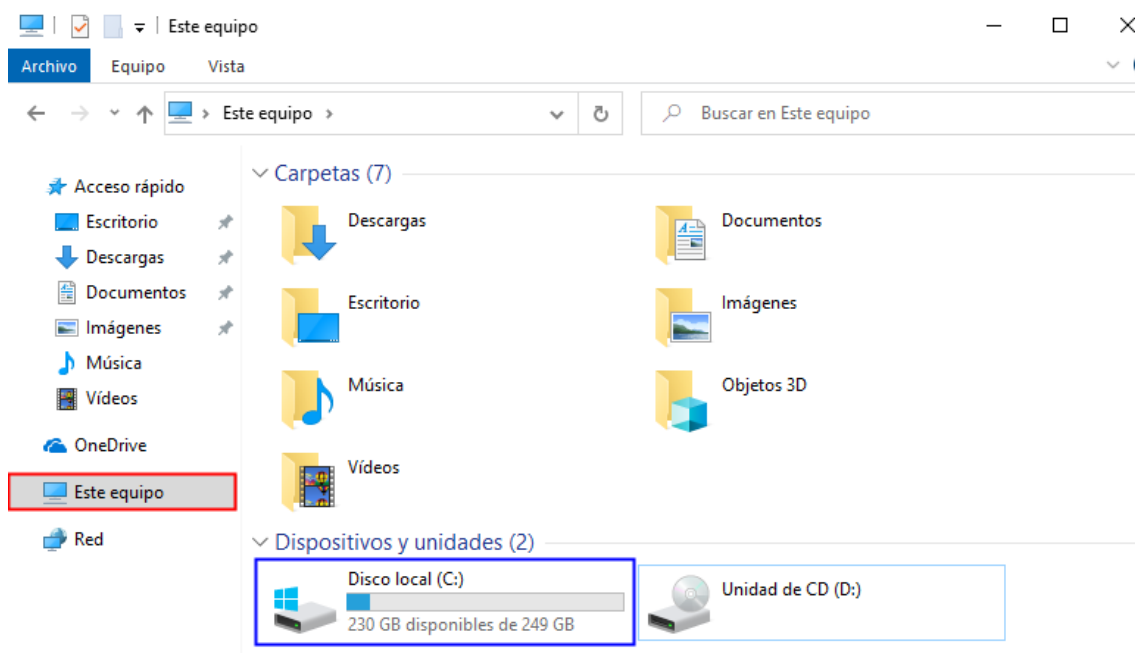 Este equipo
Archivo Equipo Vista
Este equipo
Buscar en Este equipo
Acceso rápido
Escritorio
Descargas
Documentos
Imágenes
Música
Vídeos
OneDrive
Este equipo
Red
Carpetas (7)
Descargas
Documentos
Escritorio
Imágenes
Música
Objetos 3D
Vídeos
Dispositivos y unidades (2)
Disco local (C:)
230 GB disponibles de 249 GB
Unidad de CD (D:)